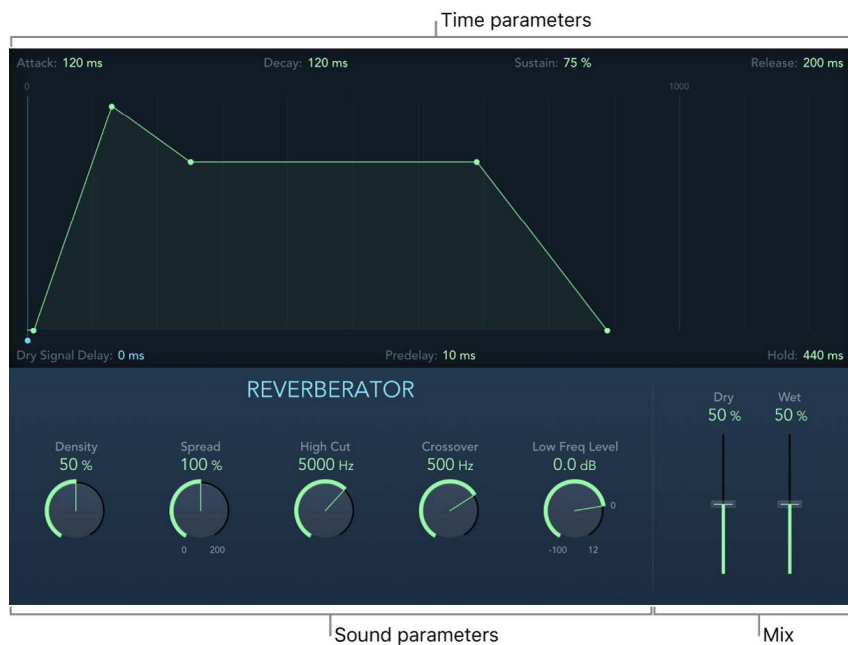 Time parameters
Attack: 120 ms Decay: 120 ms Sustain: 75 % Release: 200 ms
0 1000
Dry Signal Delay: 0 ms Predelay: 10 ms Hold: 440 ms
REVERBERATOR
Dry Wet
50 % 50 %
Density Spread High Cut Crossover Low Freq Level
50 % 100 % 5000 Hz 500 Hz 0.0 dB
0
0 200 -100 12
Sound parameters Mix